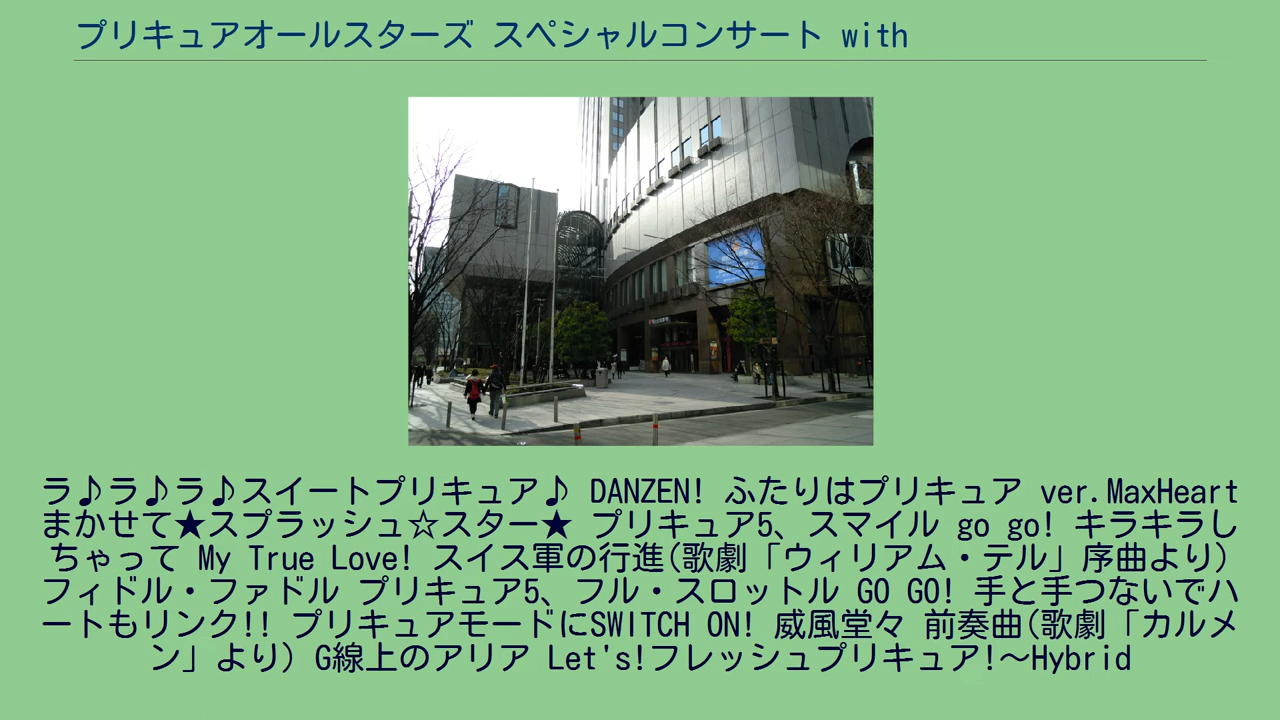 プリキュアオールスターズ スペシャルコンサート with
ラ♪ラ♪ラ♪スイートプリキュア♪ DANZEN! ふたりはプリキュア ver.MaxHeart
まかせて★スプラッシュ☆スター★ プリキュア5、スマイル go go! キラキラし
ちゃって My True Love! スイス軍の行進(歌劇「ウィリアム・テル」序曲より)
フィドル・ファドル プリキュア5、フル・スロットル GO GO! 手と手つないでハ
ートもリンク!! プリキュアモードにSWITCH ON! 威風堂々 前奏曲(歌劇「カルメ
ン」より) G線上のアリア Let's!フレッシュプリキュア!～Hybrid